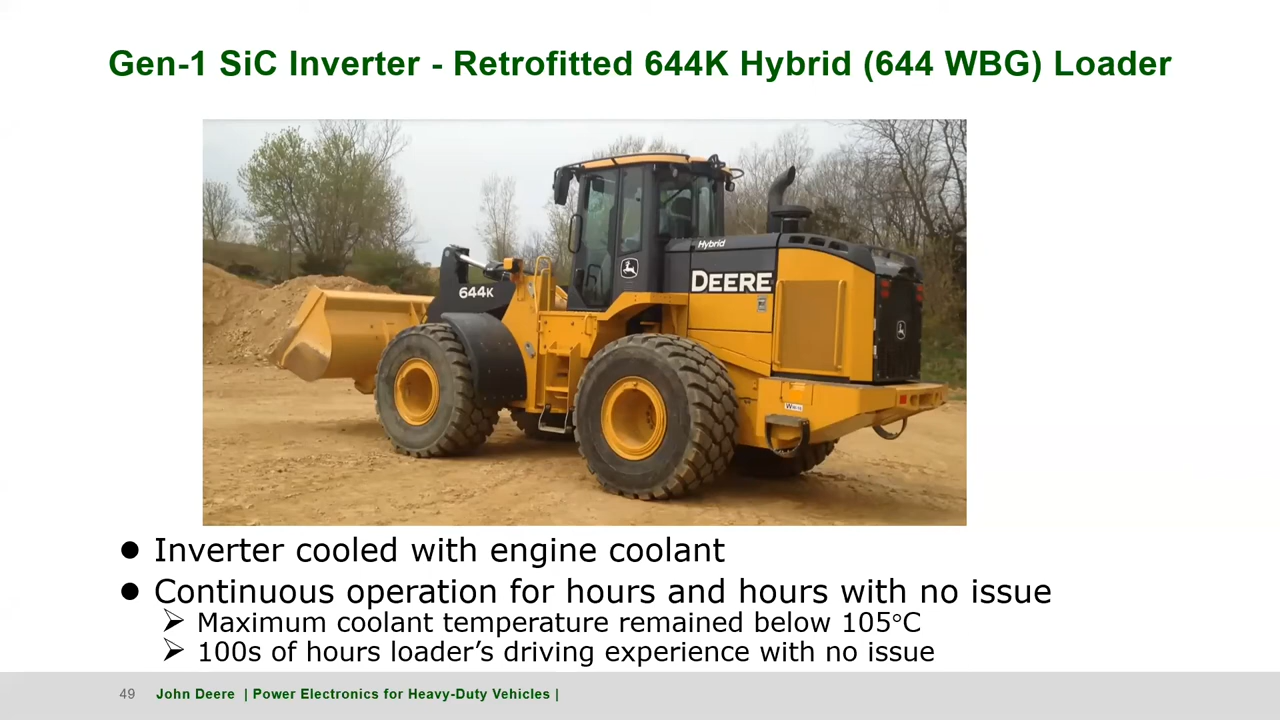 Gen-1 SiC Inverter - Retrofitted 644K Hybrid (644 WBG) Loader
Hybrid
DEERE
644K
● Inverter cooled with engine coolant
● Continuous operation for hours and hours with no issue
➢ Maximum coolant temperature remained below 105°C
➢ 100s of hours loader’s driving experience with no issue
49 John Deere | Power Electronics for Heavy-Duty Vehicles |